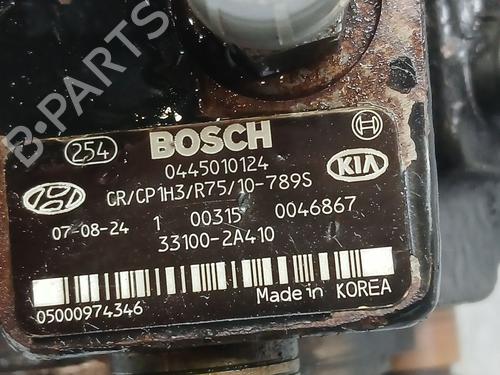 B-PARTS
254
BOSCH
0445010124
CR/CP1H3/R75/10-789S
KIA
07-08-24 1 00315 0046867
33100-2A410
05000974346
Made in KOREA